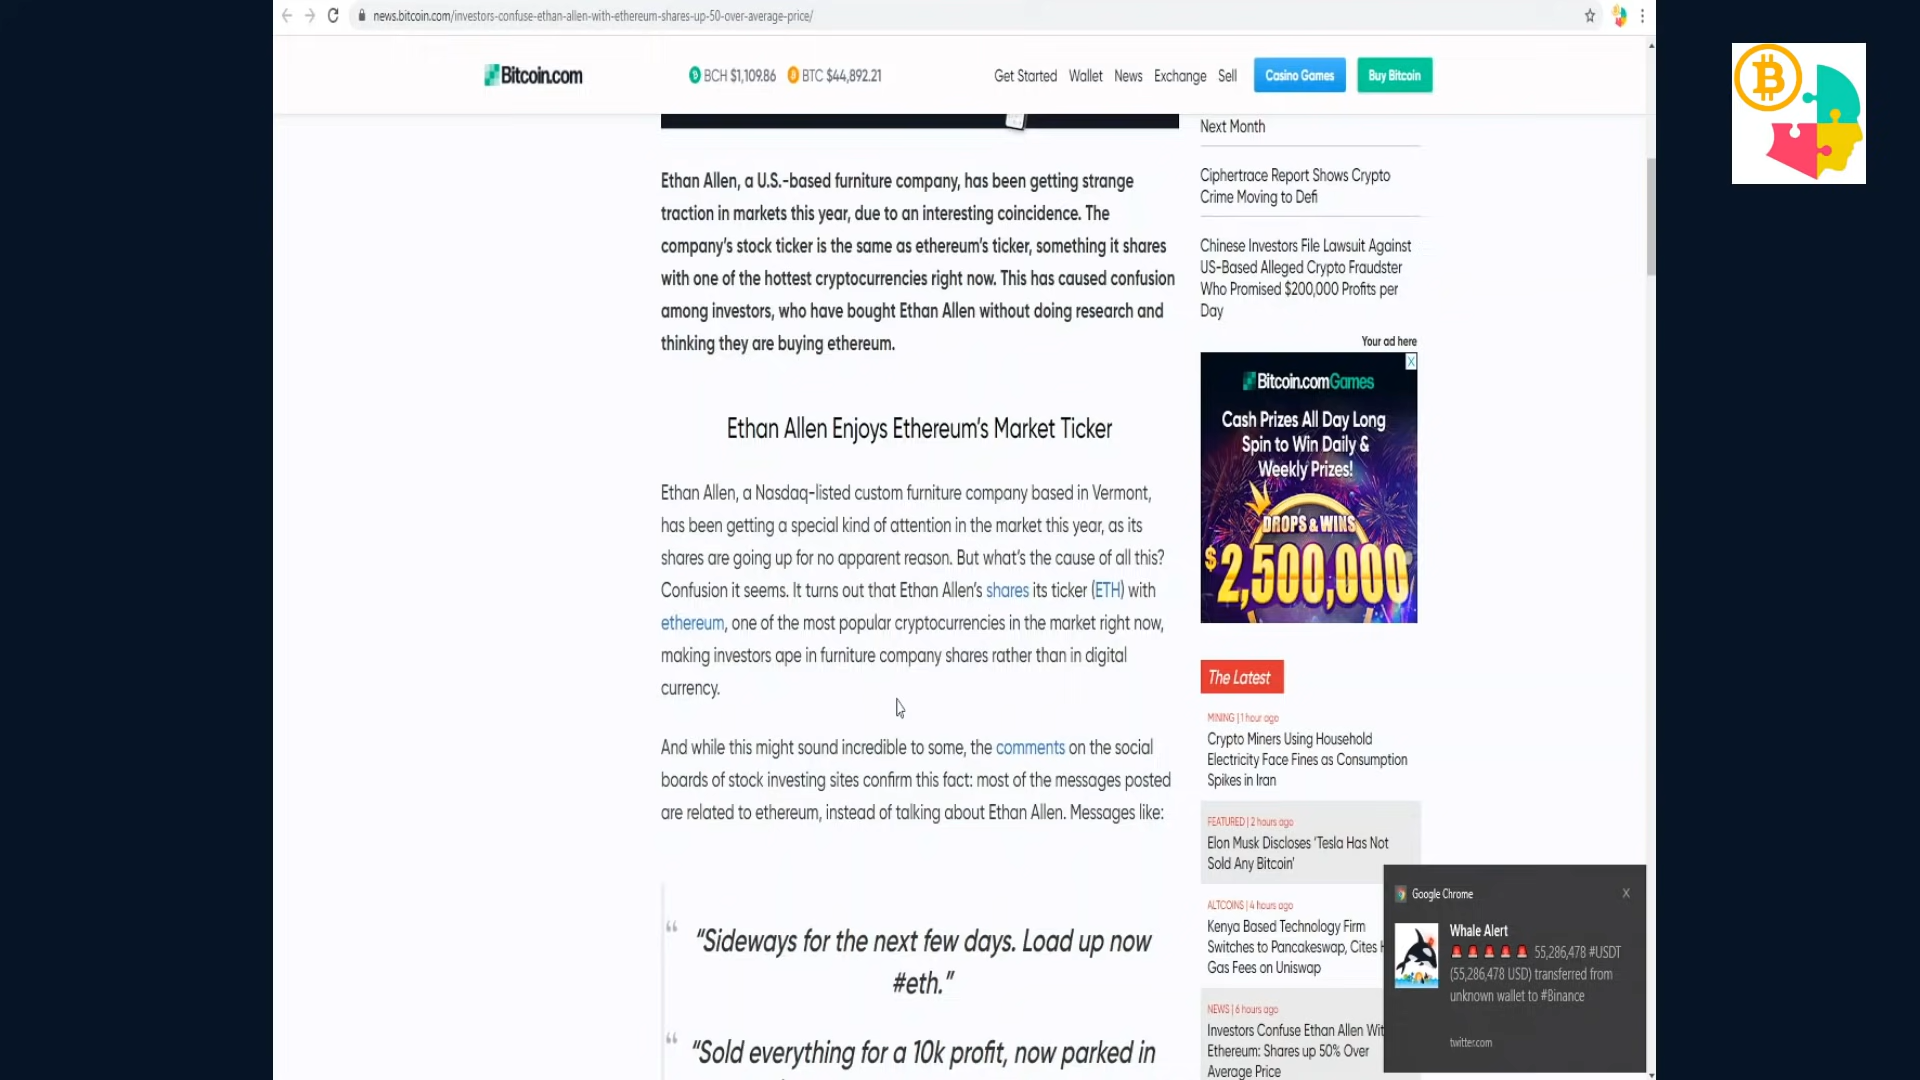 news.bitcoin.com/investors-confuse-ethan-allen-with-ethereum-shares-up-50-over-average-price/
Bitcoin.com
BCH $1,109.86 BTC $44,892.21
Get Started Wallet News Exchange Sell Casino Games Buy Bitcoin
Ethan Allen, a U.S.-based furniture company, has been getting strange
traction in markets this year, due to an interesting coincidence. The
company's stock ticker is the same as ethereum's ticker, something it shares
with one of the hottest cryptocurrencies right now. This has caused confusion
among investors, who have bought Ethan Allen without doing research and
thinking they are buying ethereum.
Ethan Allen Enjoys Ethereum's Market Ticker
Ethan Allen, a Nasdaq-listed custom furniture company based in Vermont,
has been getting a special kind of attention in the market this year, as its
shares are going up for no apparent reason. But what's the cause of all this?
Confusion it seems. It turns out that Ethan Allen's shares its ticker (ETH) with
ethereum, one of the most popular cryptocurrencies in the market right now,
making investors ape in furniture company shares rather than in digital
currency.
And while this might sound incredible to some, the comments on the social
boards of stock investing sites confirm this fact: most of the messages posted
are related to ethereum, instead of talking about Ethan Allen. Messages like:
“Sideways for the next few days. Load up now
#eth.”
“Sold everything for a 10k profit, now parked in
Next Month
Ciphertrace Report Shows Crypto
Crime Moving to Defi
Chinese Investors File Lawsuit Against
US-Based Alleged Crypto Fraudster
Who Promised $200,000 Profits per
Day
Your ad here
Bitcoin.comGames
Cash Prizes All Day Long
Spin to Win Daily &
Weekly Prizes!
DROPS & WINS
$2,500,000
The Latest
MINING | 1 hour ago
Crypto Miners Using Household
Electricity Face Fines as Consumption
Spikes in Iran
FEATURED | 2 hours ago
Elon Musk Discloses 'Tesla Has Not
Sold Any Bitcoin'
ALTCOINS | 4 hours ago
Kenya Based Technology Firm
Switches to Pancakeswap, Cites
Gas Fees on Uniswap
NEWS | 6 hours ago
Investors Confuse Ethan Allen Wit
Ethereum: Shares up 50% Over
Average Price
Google Chrome
Whale Alert
55,286,478 #USDT
(55,286,478 USD) transferred from
unknown wallet to #Binance
twitter.com